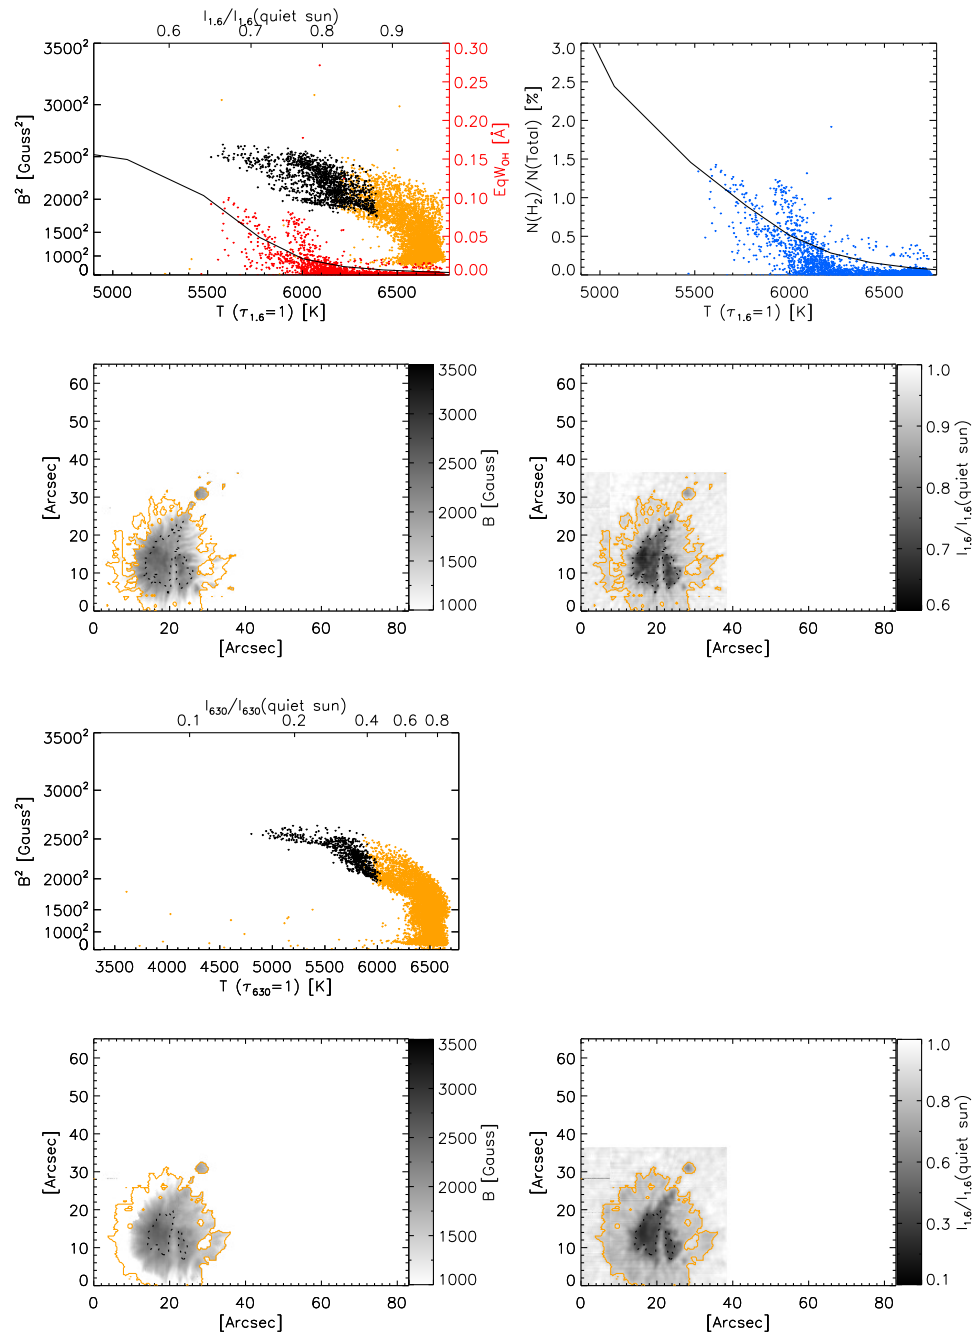 I1.6/I1.6(quiet sun)
0.6 0.7 0.8 0.9
3500² 3000² 2500² 2000² 1500² 1000² 0
B² [Gauss²]
0.30 0.25 0.20 0.15 0.10 0.05 0.00
EqWOH [Å]
5000 5500 6000 6500
T (τ1.6=1) [K]
3.0 2.5 2.0 1.5 1.0 0.5 0.0
N(H2)/N(Total) [%]
5000 5500 6000 6500
T (τ1.6=1) [K]
60 50 40 30 20 10 0
[Arcsec]
0 20 40 60 80
[Arcsec]
3500 3000 2500 2000 1500 1000
B [Gauss]
60 50 40 30 20 10 0
[Arcsec]
0 20 40 60 80
[Arcsec]
1.0 0.9 0.8 0.7 0.6
I1.6/I1.6(quiet sun)
I630/I630(quiet sun)
0.1 0.2 0.4 0.6 0.8
3500² 3000² 2500² 2000² 1500² 1000² 0
B² [Gauss²]
3500 4000 4500 5000 5500 6000 6500
T (τ630=1) [K]
60 50 40 30 20 10 0
[Arcsec]
0 20 40 60 80
[Arcsec]
3500 3000 2500 2000 1500 1000
B [Gauss]
60 50 40 30 20 10 0
[Arcsec]
0 20 40 60 80
[Arcsec]
1.0 0.8 0.6 0.3 0.1
I1.6/I1.6(quiet sun)